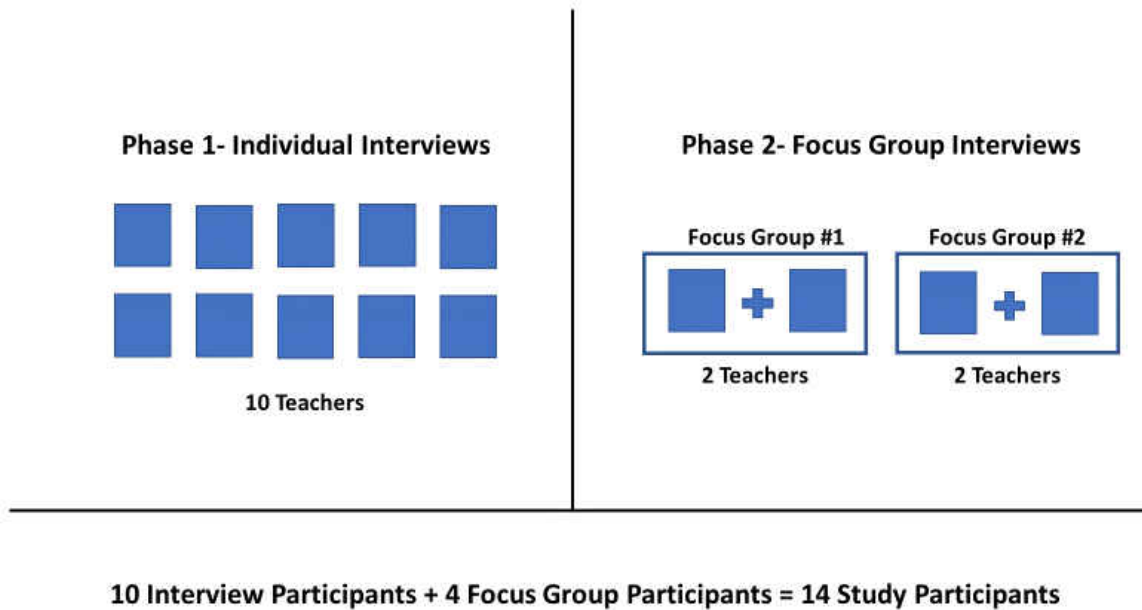 Phase 1- Individual Interviews
10 Teachers
Phase 2- Focus Group Interviews
Focus Group #1
2 Teachers
Focus Group #2
2 Teachers
10 Interview Participants + 4 Focus Group Participants = 14 Study Participants